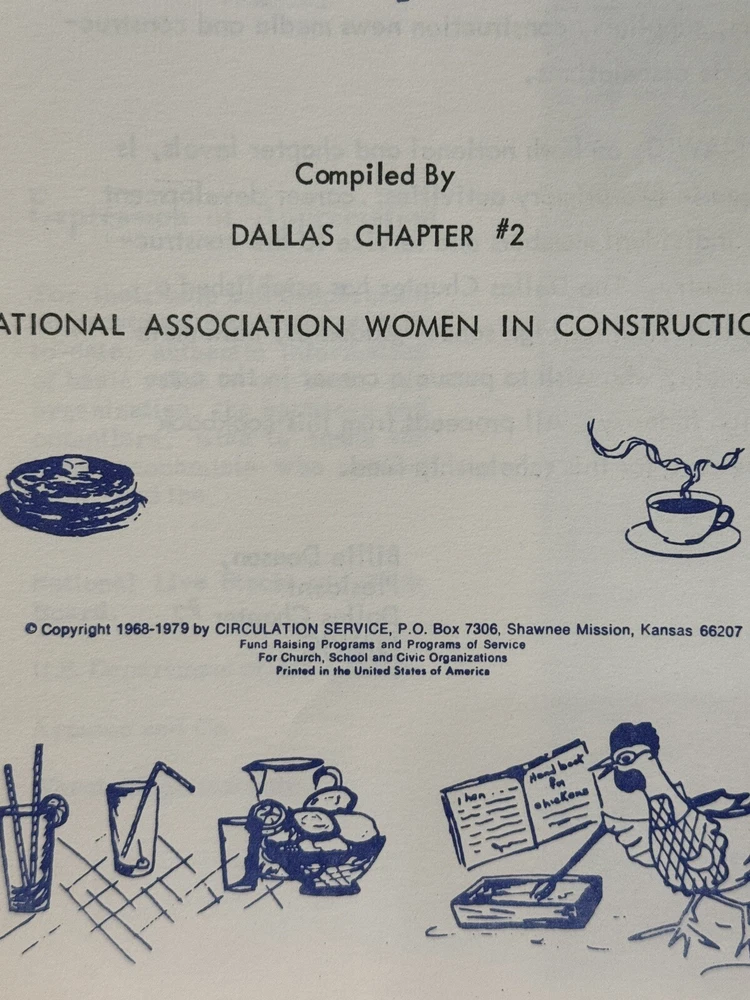 Compiled By
DALLAS CHAPTER #2
ATIONAL ASSOCIATION WOMEN IN CONSTRUCTIO
© Copyright 1968-1979 by CIRCULATION SERVICE, P.O. Box 7306, Shawnee Mission, Kansas 66207
Fund Raising Programs and Programs of Service
For Church, School and Civic Organizations
Printed in the United States of America
Hand book
for
chickens